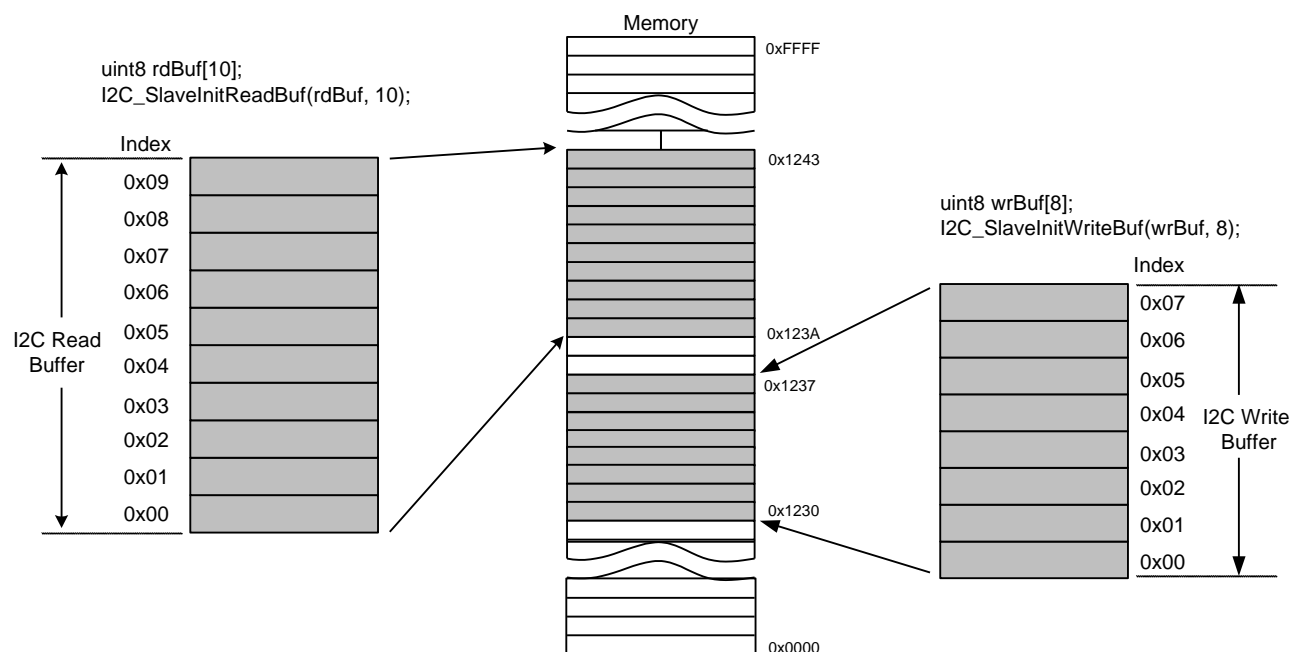 Memory
0xFFFF
uint8 rdBuf[10];
I2C_SlaveInitReadBuf(rdBuf, 10);
Index
0x09
0x08
0x07
0x06
0x05
0x04
0x03
0x02
0x01
0x00
I2C Read
Buffer
0x1243
0x123A
0x1237
0x1230
0x0000
uint8 wrBuf[8];
I2C_SlaveInitWriteBuf(wrBuf, 8);
Index
0x07
0x06
0x05
0x04
0x03
0x02
0x01
0x00
I2C Write
Buffer